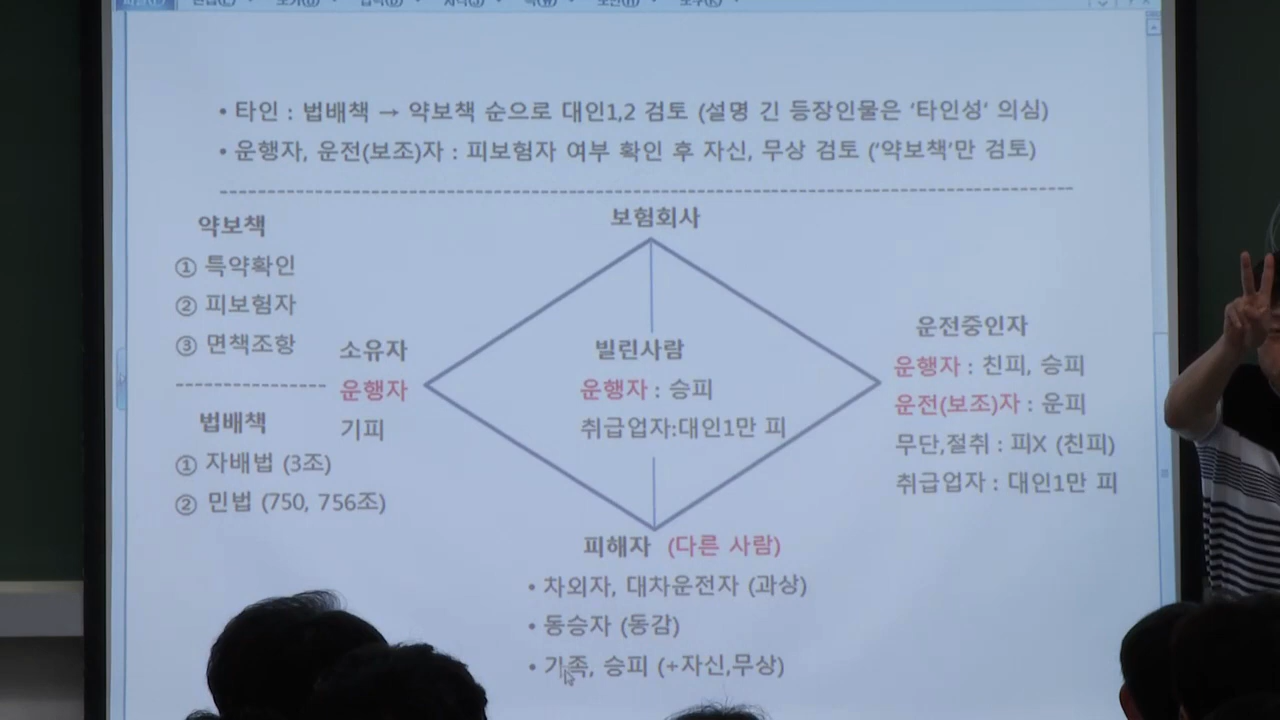 • 타인 : 법배책 → 약보책 순으로 대인1,2 검토 (설명 긴 등장인물은 '타인성' 의심)
• 운행자, 운전(보조)자 : 피보험자 여부 확인 후 자신, 무상 검토 ('약보책'만 검토)
약보책
① 특약확인
② 피보험자
③ 면책조항
법배책
① 자배법 (3조)
② 민법 (750, 756조)
보험회사
소유자
운행자
기피
빌린사람
운행자 : 승피
취급업자:대인1만 피
운전중인자
운행자 : 친피, 승피
운전(보조)자 : 운피
무단,절취 : 피X (친피)
취급업자 : 대인1만 피
피해자 (다른 사람)
• 차외자, 대차운전자 (과상)
• 동승자 (동감)
• 가족, 승피 (+자신,무상)